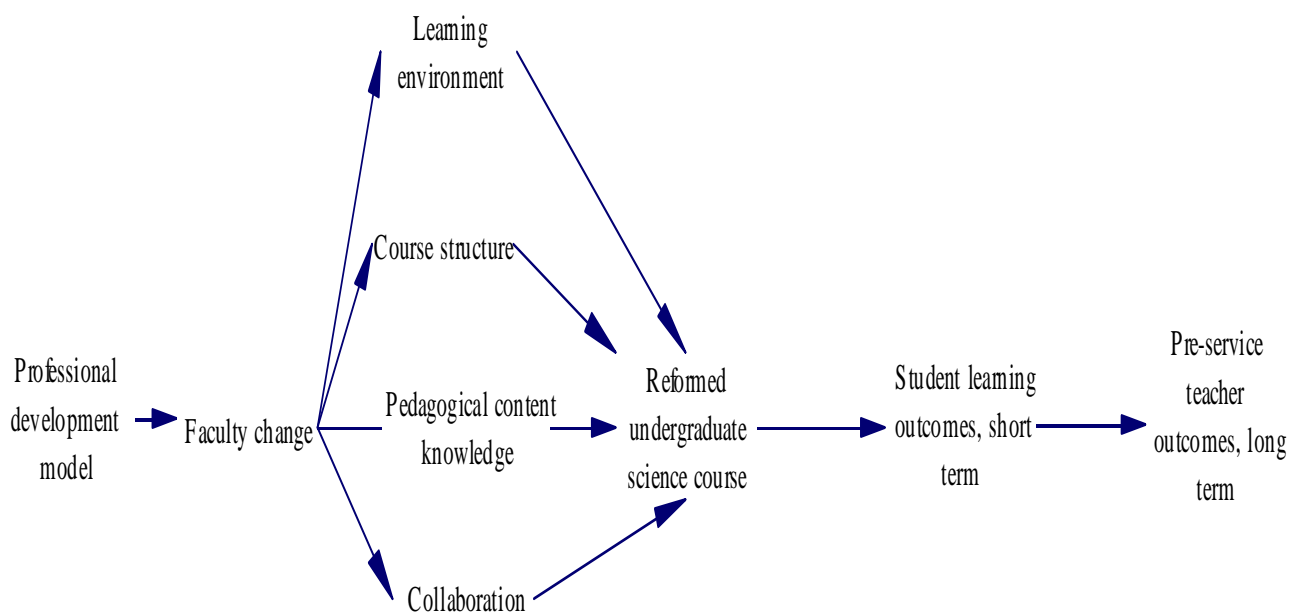 Learning
environment
Course structure
Professional
development
model
Faculty change
Pedagogical content
knowledge
Collaboration
Reformed
undergraduate
science course
Student learning
outcomes, short
term
Pre-service
teacher
outcomes, long
term